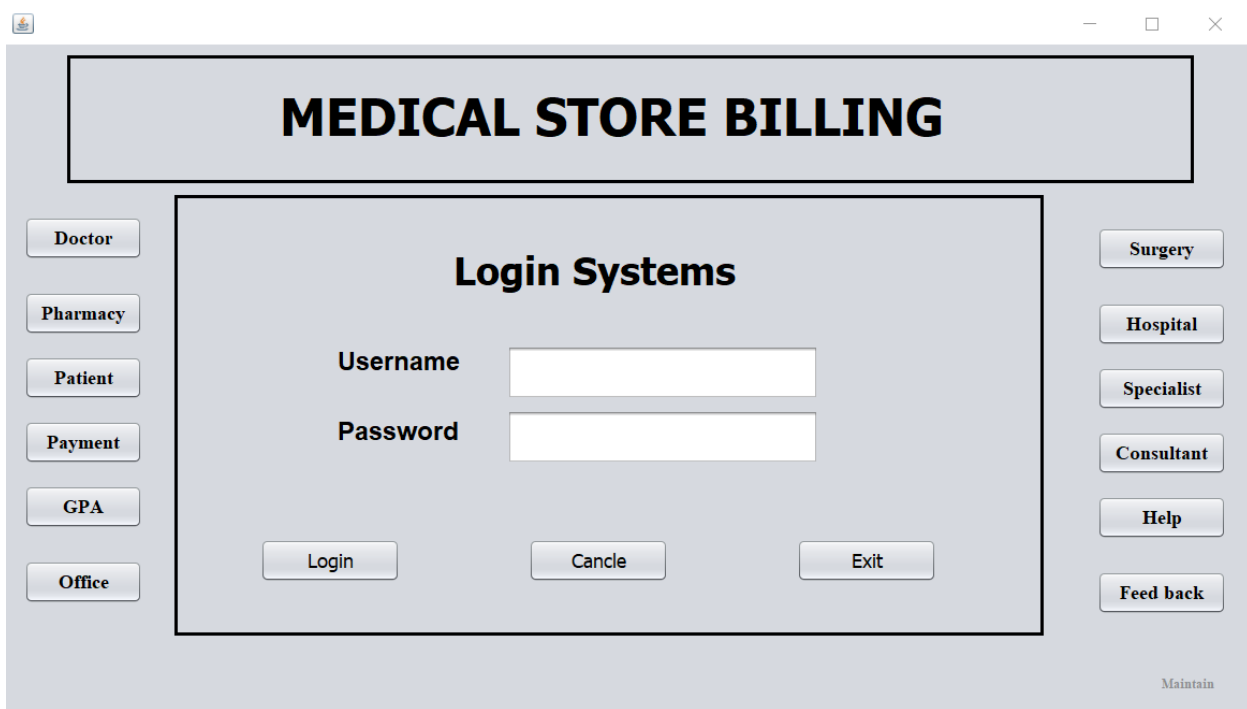 MEDICAL STORE BILLING
Doctor
Pharmacy
Patient
Payment
GPA
Office
Login Systems
Username
Password
Login
Cancle
Exit
Surgery
Hospital
Specialist
Consultant
Help
Feed back
Maintain